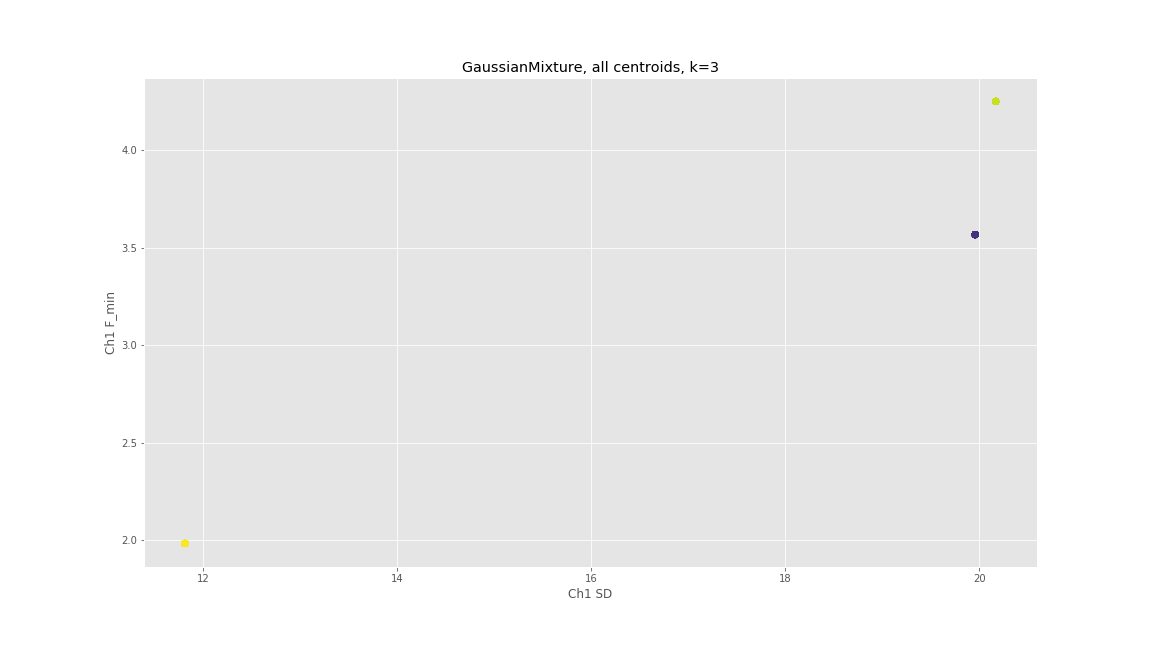 GaussianMixture, all centroids, k=3
4.0
3.5
3.0
2.5
2.0
Ch1 F_min
12 14 16 18 20
Ch1 SD